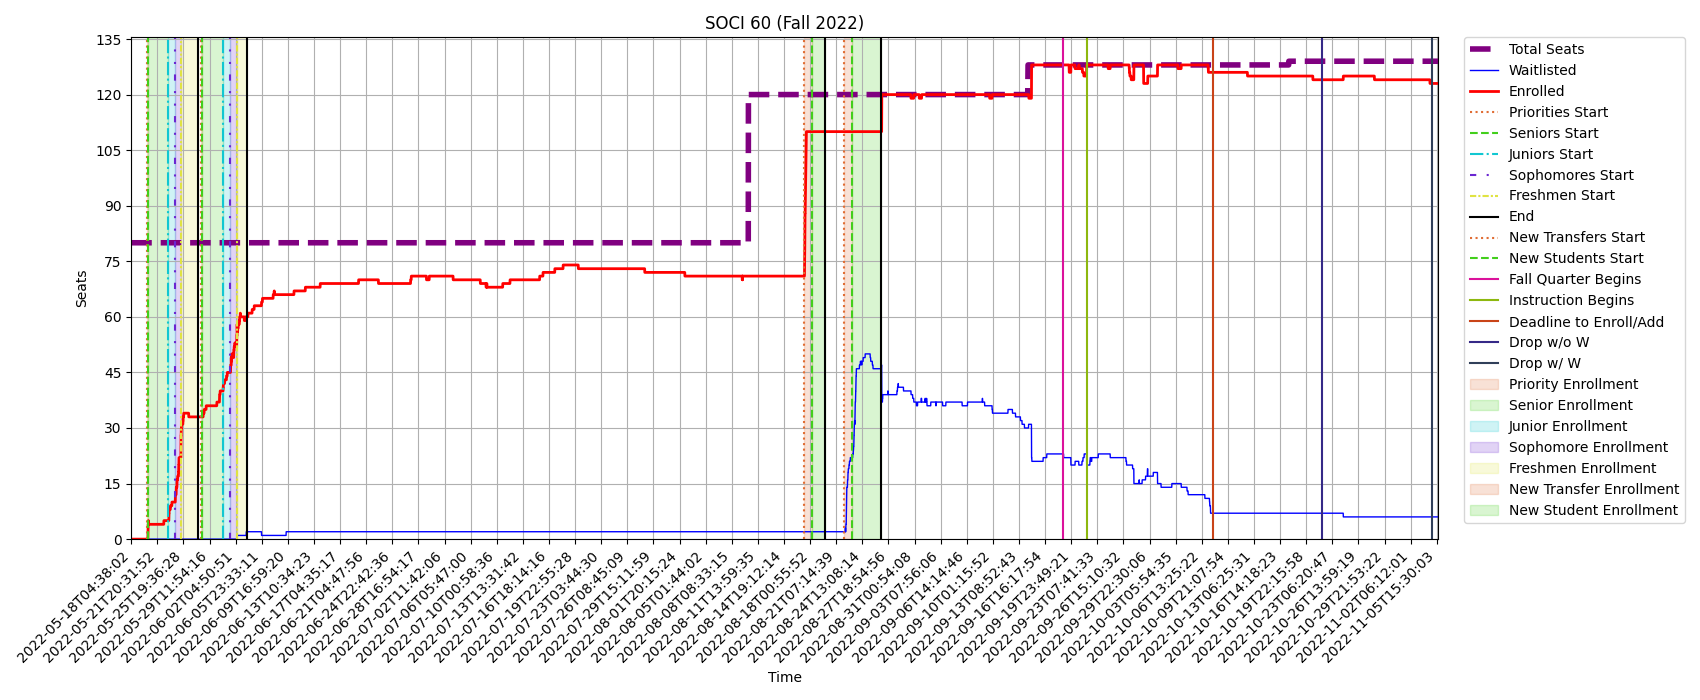 SOCI 60 (Fall 2022)
Seats
135
120
105
90
75
60
45
30
15
0
2022-05-18T04:38:02
2022-05-21T20:31:52
2022-05-25T19:36:28
2022-05-29T11:54:16
2022-06-02T04:50:51
2022-06-05T22:33:11
2022-06-09T16:59:20
2022-06-13T10:34:23
2022-06-17T04:35:17
2022-06-21T04:47:56
2022-06-24T22:42:36
2022-06-28T16:54:17
2022-07-02T11:42:06
2022-07-06T05:47:00
2022-07-10T00:58:36
2022-07-13T13:31:42
2022-07-16T18:14:16
2022-07-19T22:55:28
2022-07-23T03:44:30
2022-07-26T08:45:09
2022-07-29T15:11:59
2022-08-01T20:15:24
2022-08-05T01:44:02
2022-08-08T08:33:15
2022-08-11T13:59:35
2022-08-14T19:12:14
2022-08-18T00:55:52
2022-08-21T07:14:39
2022-08-24T13:08:14
2022-08-27T18:54:56
2022-08-31T00:54:08
2022-09-03T07:56:06
2022-09-06T14:14:46
2022-09-10T01:15:52
2022-09-13T08:52:43
2022-09-16T16:17:54
2022-09-19T23:49:21
2022-09-23T07:41:33
2022-09-26T15:10:32
2022-09-29T22:30:06
2022-10-03T05:54:35
2022-10-06T13:25:22
2022-10-09T21:07:54
2022-10-13T06:25:31
2022-10-16T14:18:23
2022-10-19T22:15:58
2022-10-23T06:20:47
2022-10-26T13:59:19
2022-10-29T21:53:22
2022-11-02T06:12:01
2022-11-05T15:30:03
Time
Total Seats
Waitlisted
Enrolled
Priorities Start
Seniors Start
Juniors Start
Sophomores Start
Freshmen Start
End
New Transfers Start
New Students Start
Fall Quarter Begins
Instruction Begins
Deadline to Enroll/Add
Drop w/o W
Drop w/ W
Priority Enrollment
Senior Enrollment
Junior Enrollment
Sophomore Enrollment
Freshmen Enrollment
New Transfer Enrollment
New Student Enrollment